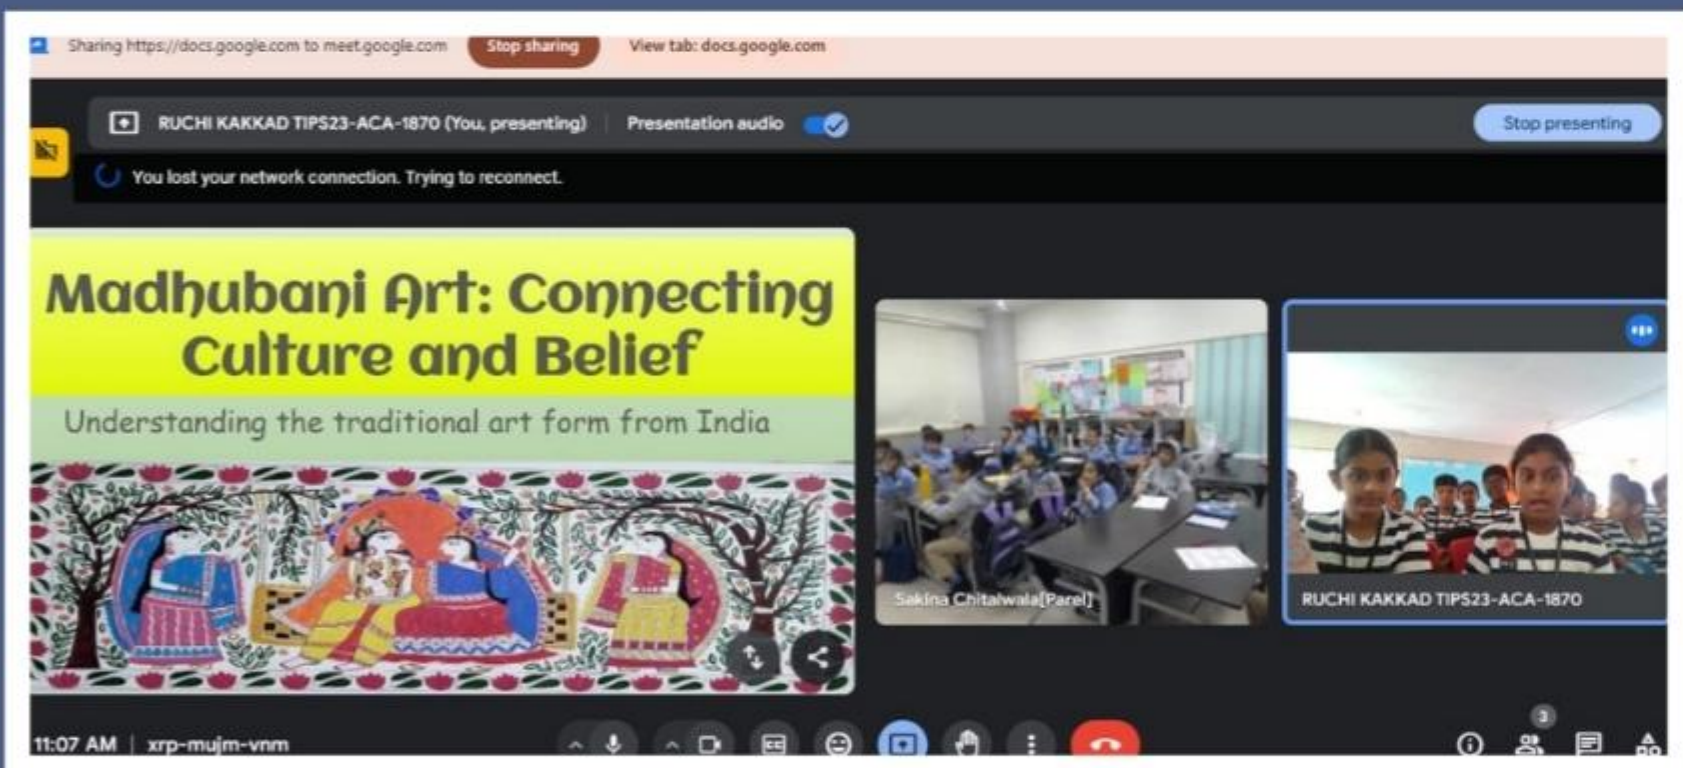 Sharing https://docs.google.com to meet.google.com Stop sharing View tab: docs.google.com
RUCHI KAKKAD TIPS23-ACA-1870 (You, presenting) Presentation audio Stop presenting
You lost your network connection. Trying to reconnect.
Madhubani Art: Connecting
Culture and Belief
Understanding the traditional art form from India
Sakina Chitalwala[Parel]
RUCHI KAKKAD TIPS23-ACA-1870
3
11:07 AM | xrp-mujm-vnm